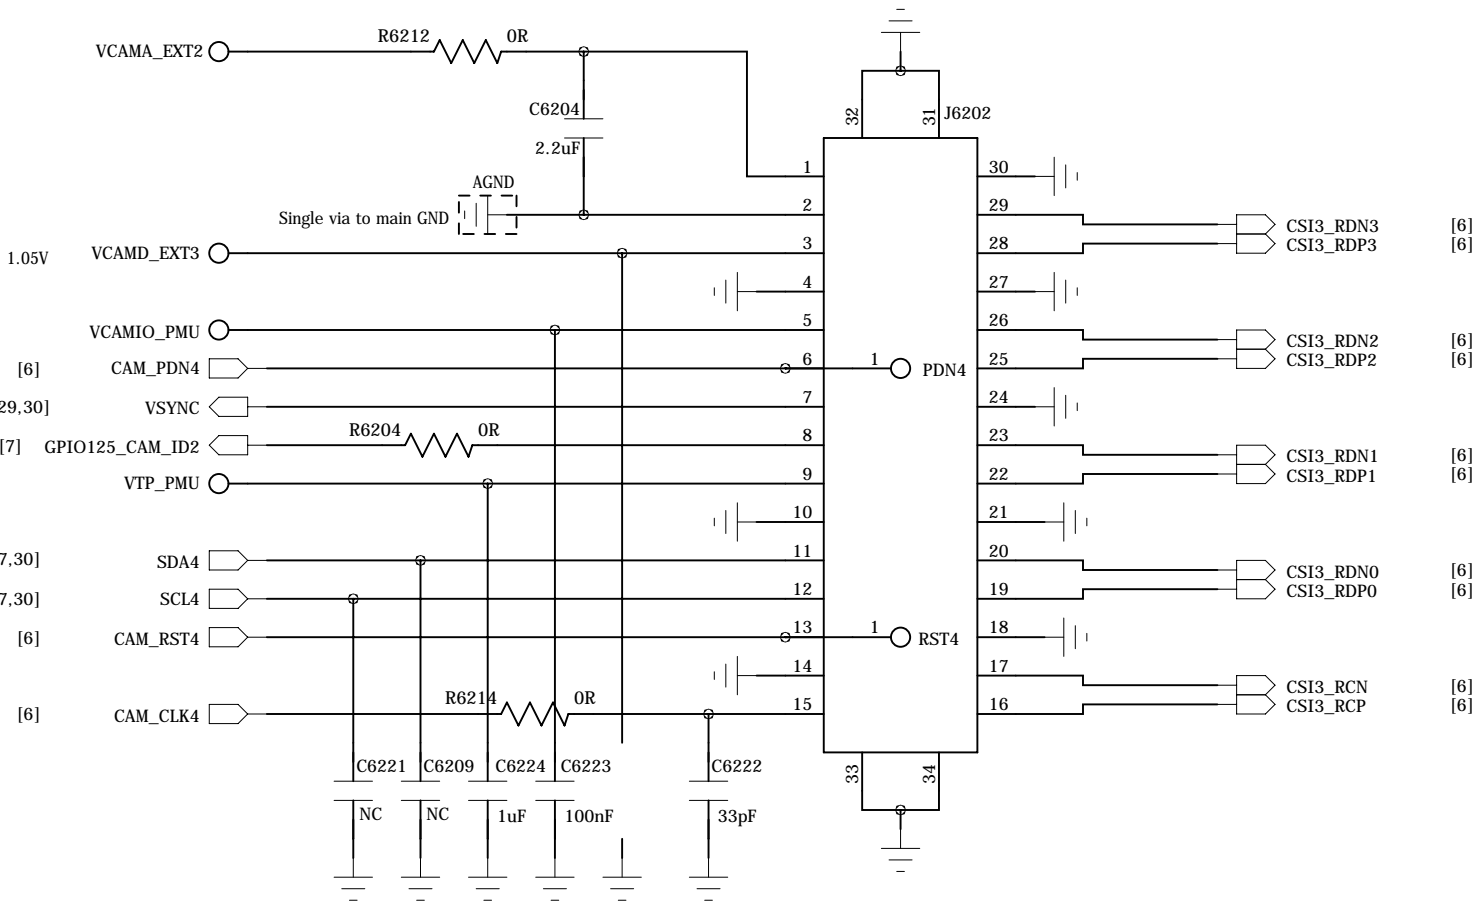 VCAMA_EXT2 R6212 0R
C6204
2.2uF
AGND
Single via to main GND
1.05V VCAMD_EXT3
VCAMIO_PMU
[6] CAM_PDN4
29,30] VSYNC
[7] GPIO125_CAM_ID2 R6204 0R
VTP_PMU
7,30] SDA4
7,30] SCL4
[6] CAM_RST4
[6] CAM_CLK4 R6214 0R
C6221 C6209 C6224 C6223 C6222
NC NC 1uF 100nF 33pF
32 31 J6202
1 30
2 29
3 28
4 27
5 26
6 1 PDN4 25
7 24
8 23
9 22
10 21
11 20
12 19
13 1 RST4 18
14 17
15 16
33 34
CSI3_RDN3 [6]
CSI3_RDP3 [6]
CSI3_RDN2 [6]
CSI3_RDP2 [6]
CSI3_RDN1 [6]
CSI3_RDP1 [6]
CSI3_RDN0 [6]
CSI3_RDP0 [6]
CSI3_RCN [6]
CSI3_RCP [6]